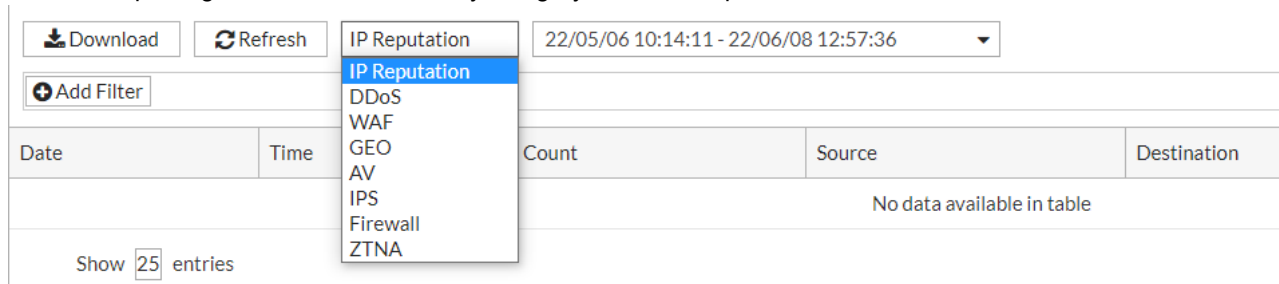 Download Refresh IP Reputation 22/05/06 10:14:11 - 22/06/08 12:57:36
IP Reputation
Add Filter
DDoS
WAF
Date Time GEO Count Source Destination
AV
IPS No data available in table
Firewall
ZTNA
Show 25 entries